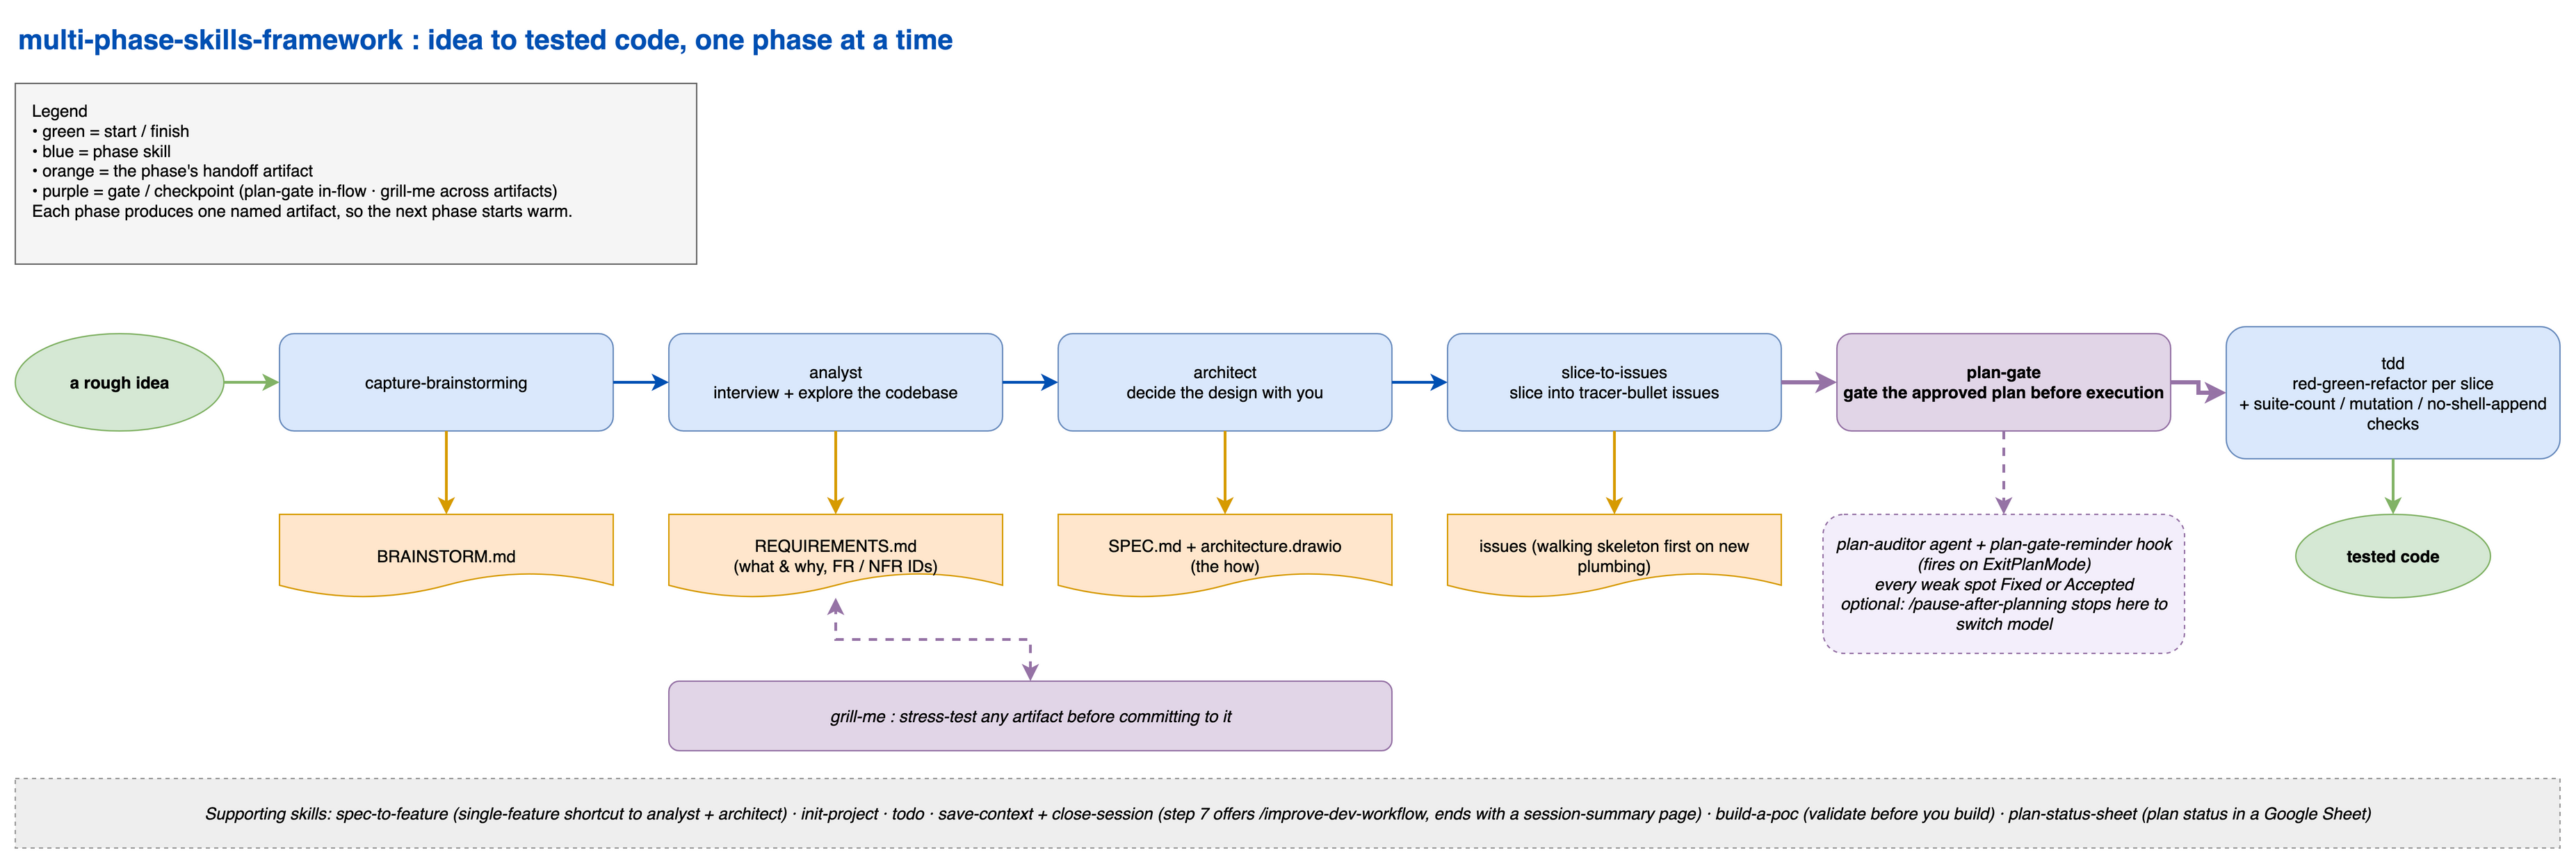 multi-phase-skills-framework : idea to tested code, one phase at a time
Legend
• green = start / finish
• blue = phase skill
• orange = the phase's handoff artifact
• purple = gate / checkpoint (plan-gate in-flow · grill-me across artifacts)
Each phase produces one named artifact, so the next phase starts warm.
a rough idea
capture-brainstorming
analyst
interview + explore the codebase
architect
decide the design with you
slice-to-issues
slice into tracer-bullet issues
plan-gate
gate the approved plan before execution
tdd
red-green-refactor per slice
+ suite-count / mutation / no-shell-append
checks
BRAINSTORM.md
REQUIREMENTS.md
(what & why, FR / NFR IDs)
SPEC.md + architecture.drawio
(the how)
issues (walking skeleton first on new
plumbing)
plan-auditor agent + plan-gate-reminder hook
(fires on ExitPlanMode)
every weak spot Fixed or Accepted
optional: /pause-after-planning stops here to
switch model
tested code
grill-me : stress-test any artifact before committing to it
Supporting skills: spec-to-feature (single-feature shortcut to analyst + architect) · init-project · todo · save-context + close-session (step 7 offers /improve-dev-workflow, ends with a session-summary page) · build-a-poc (validate before you build) · plan-status-sheet (plan status in a Google Sheet)